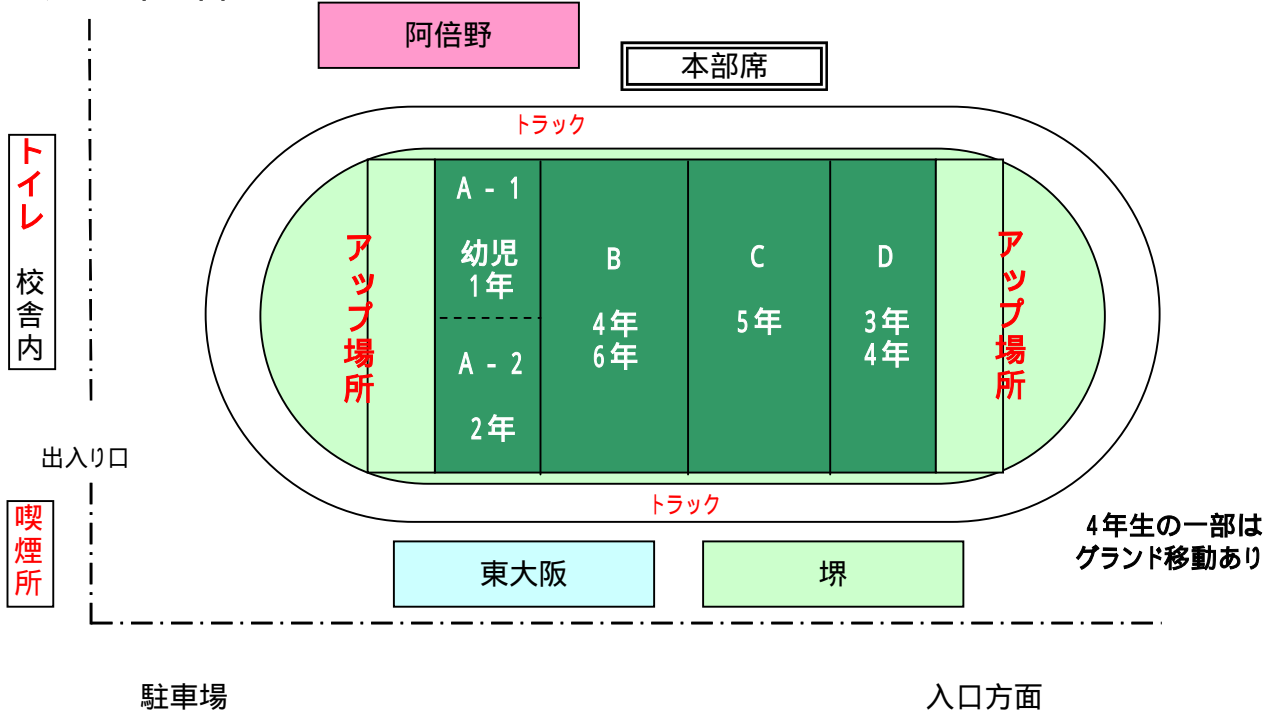 阿倍野
本部席
トラック
トイレ 校舎内
A - 1
幼児
1年
A - 2
2年
B
4年
6年
C
5年
D
3年
4年
アップ場所
アップ場所
出入り口
喫煙所
トラック
4年生の一部は
グランド移動あり
東大阪
堺
駐車場
入口方面